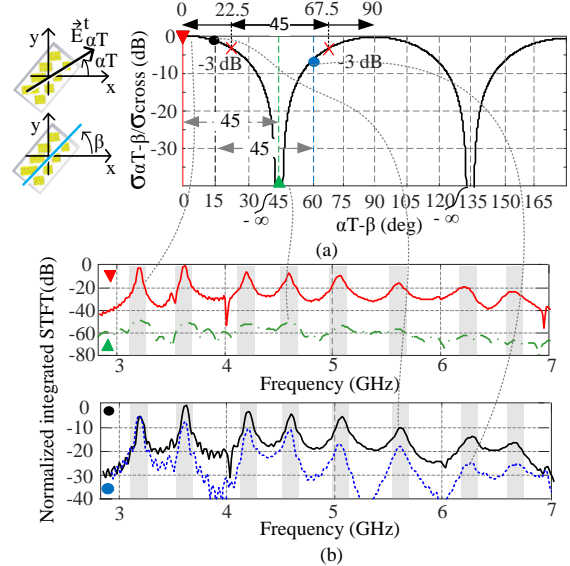 0 22.5 45 67.5 90
y E t αT αT x
y β x
σαT-β/σcross (dB)
0 -10 -20 -30
-3 dB -3 dB
45 45
0 15 30 45 60 75 90 105 120 135 150
- ∞ αT-β (deg) - ∞
(a)
Normalized integrated STFT(dB)
0 -20 -40 -60 -80
3 4 5 6 7
Frequency (GHz)
0 -10 -20 -30 -40
3 4 5 6 7
Frequency (GHz)
(b)